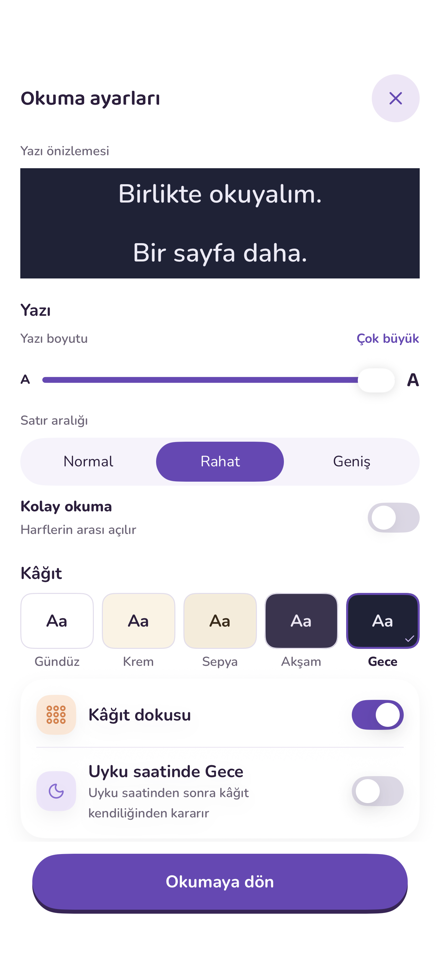 Okuma ayarları
Yazı önizlemesi
Birlikte okuyalım.
Bir sayfa daha.
Yazı
Yazı boyutu
Çok büyük
A
A
Satır aralığı
Normal
Rahat
Geniş
Kolay okuma
Harflerin arası açılır
Kâğıt
Aa
Aa
Aa
Aa
Aa
Gündüz
Krem
Sepya
Akşam
Gece
Kâğıt dokusu
Uyku saatinde Gece
Uyku saatinden sonra kâğıt
kendiliğinden kararır
Okumaya dön